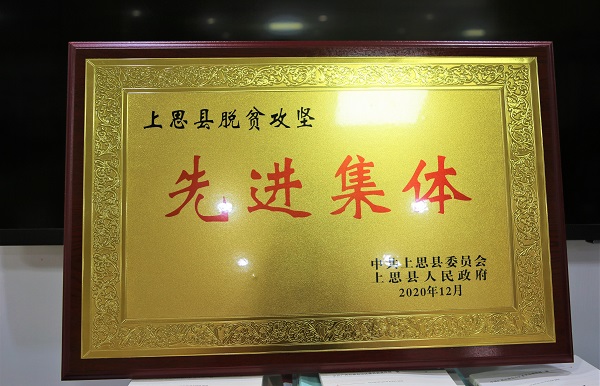 上思县脱贫攻坚
先进集体
中共上思县委员会
上思县人民政府
2020年12月